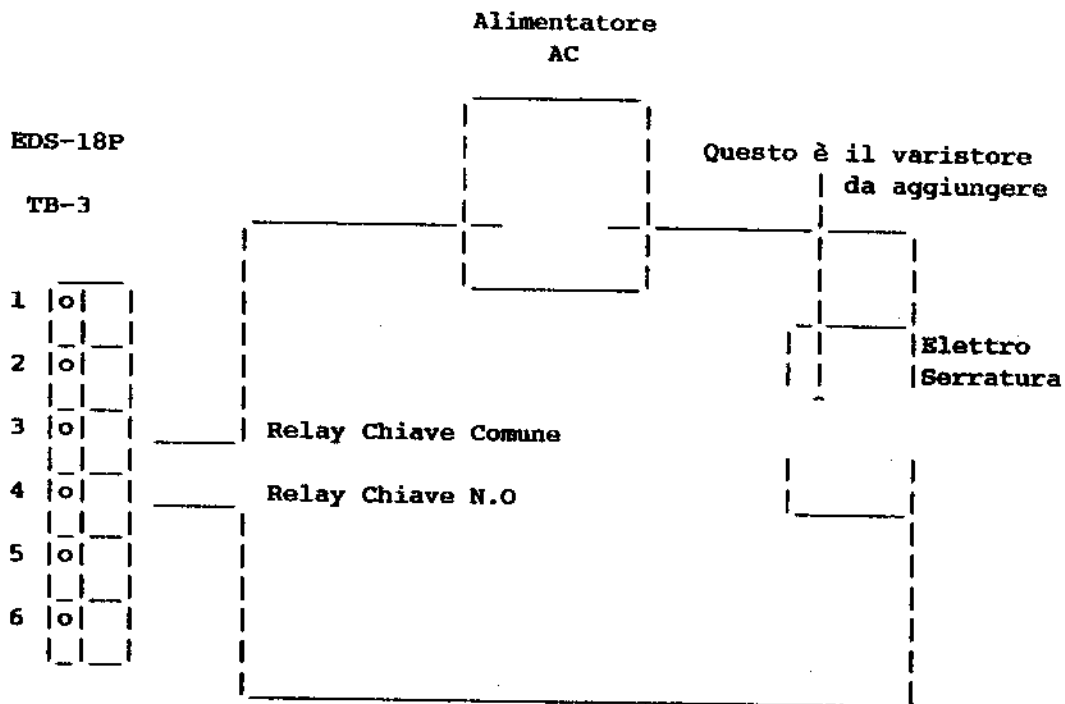 Alimentatore
AC
EDS-18P
Questo è il varistore
da aggiungere
TB-3
1
2
Elettro
Serratura
3
Relay Chiave Comune
4
Relay Chiave N.O
5
6